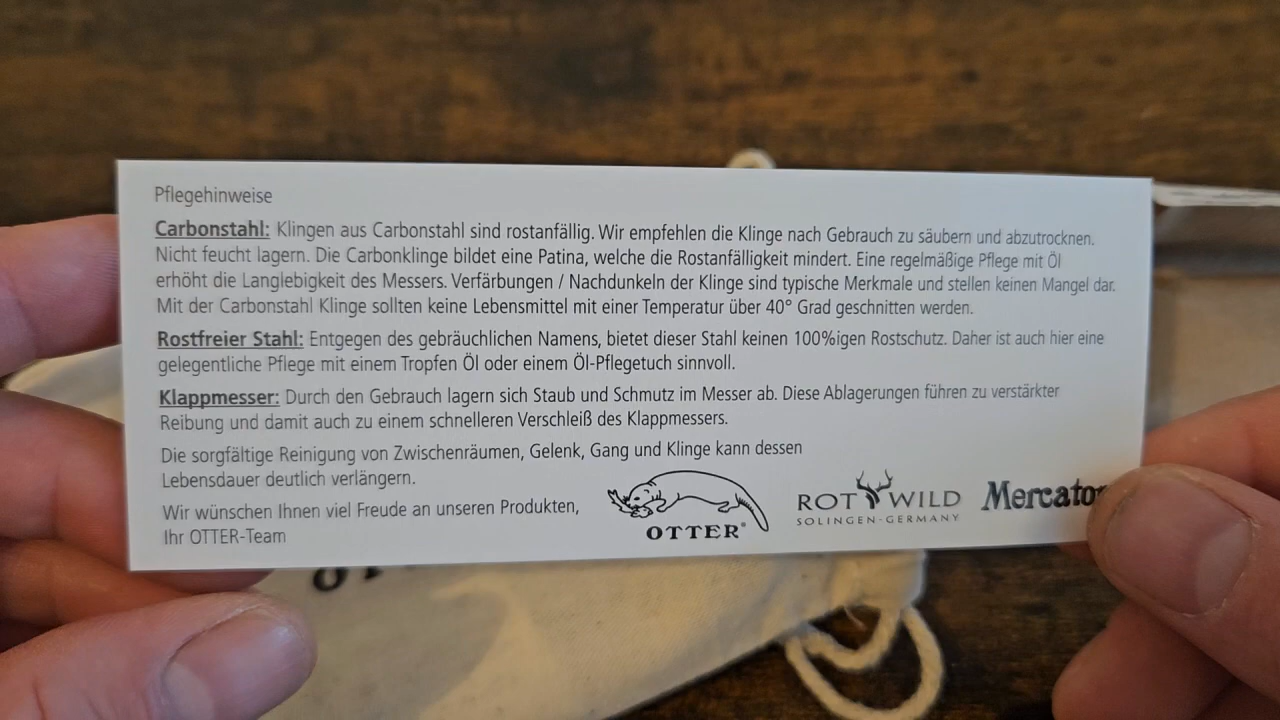 Pflegehinweise
Carbonstahl: Klingen aus Carbonstahl sind rostanfällig. Wir empfehlen die Klinge nach Gebrauch zu säubern und abzutrocknen.
Nicht feucht lagern. Die Carbonklinge bildet eine Patina, welche die Rostanfälligkeit mindert. Eine regelmäßige Pflege mit Öl
erhöht die Langlebigkeit des Messers. Verfärbungen / Nachdunkeln der Klinge sind typische Merkmale und stellen keinen Mangel dar.
Mit der Carbonstahl Klinge sollten keine Lebensmittel mit einer Temperatur über 40° Grad geschnitten werden.
Rostfreier Stahl: Entgegen des gebräuchlichen Namens, bietet dieser Stahl keinen 100%igen Rostschutz. Daher ist auch hier eine
gelegentliche Pflege mit einem Tropfen Öl oder einem Öl-Pflegetuch sinnvoll.
Klappmesser: Durch den Gebrauch lagern sich Staub und Schmutz im Messer ab. Diese Ablagerungen führen zu verstärkter
Reibung und damit auch zu einem schnelleren Verschleiß des Klappmessers.
Die sorgfältige Reinigung von Zwischenräumen, Gelenk, Gang und Klinge kann dessen
Lebensdauer deutlich verlängern.
Wir wünschen Ihnen viel Freude an unseren Produkten,
Ihr OTTER-Team
OTTER®
ROT WILD
SOLINGEN-GERMANY
Mercator